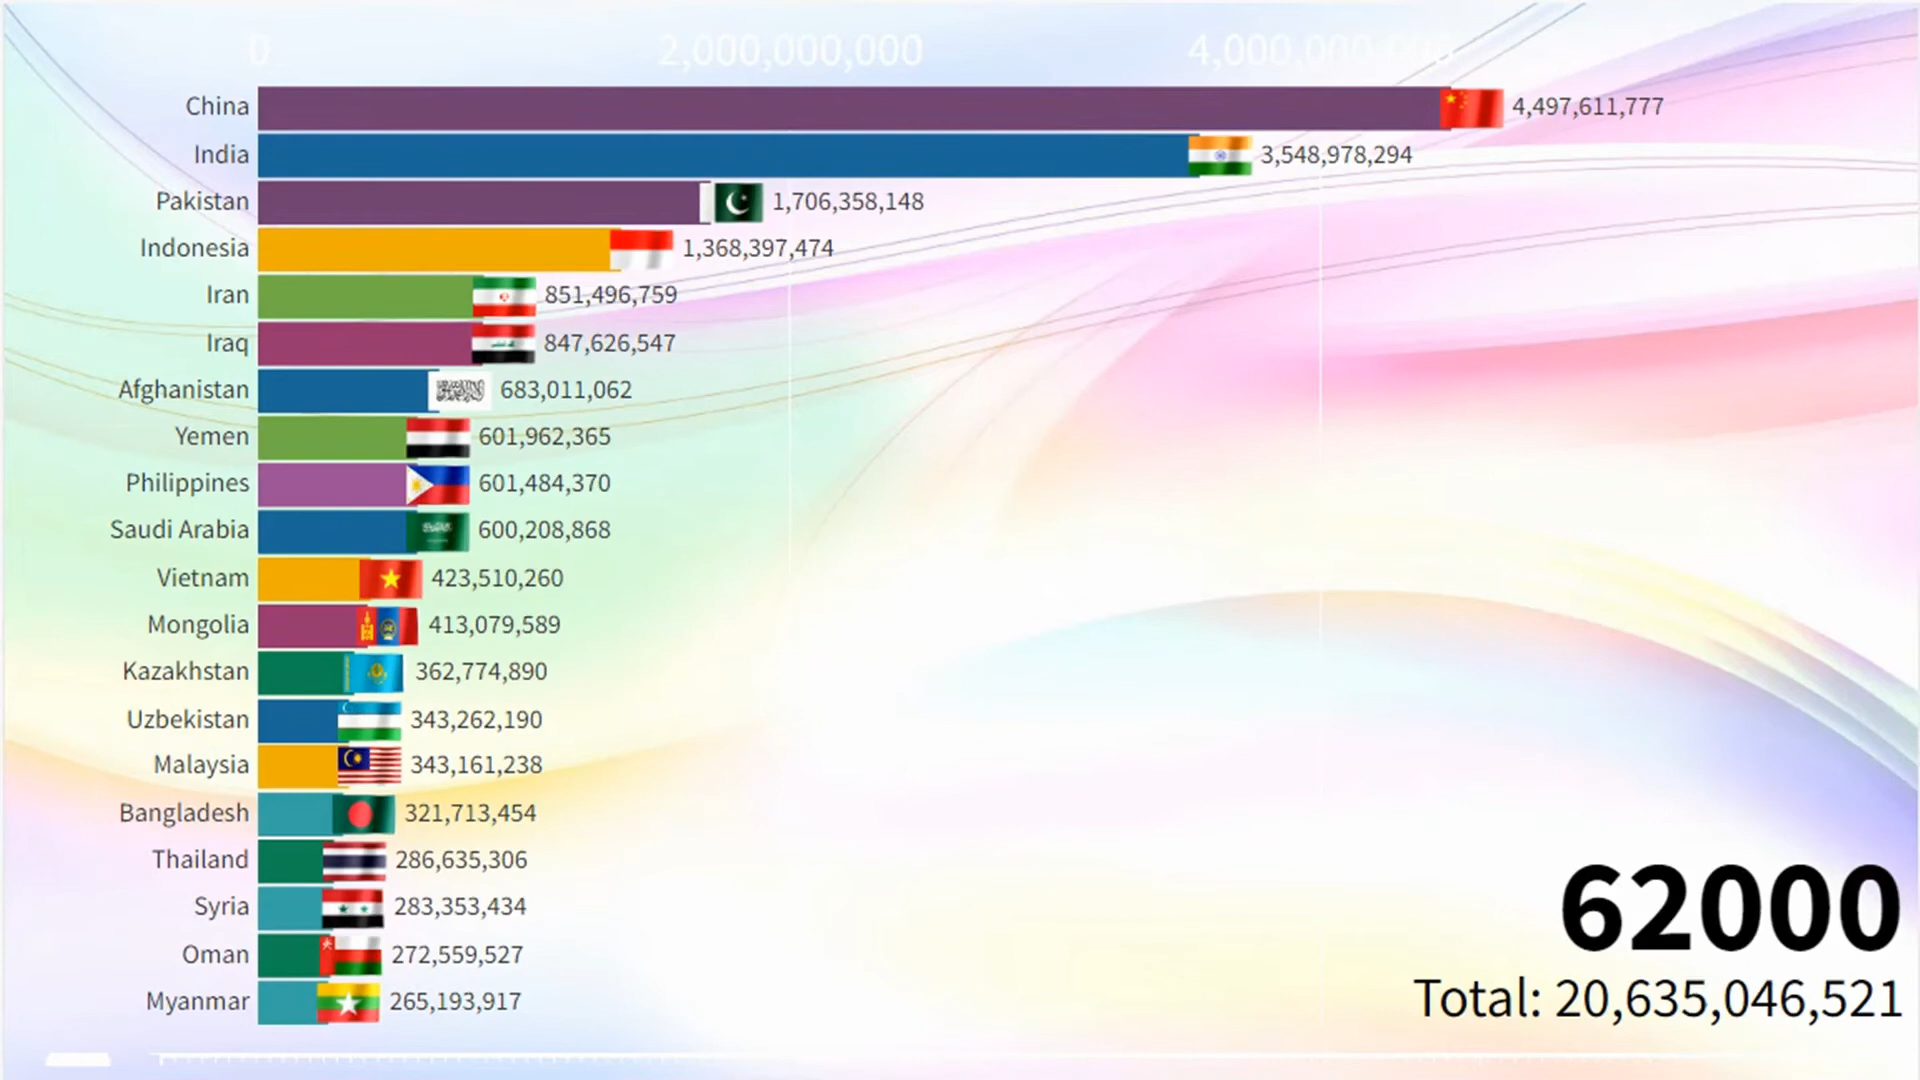 0 2,000,000,000 4,000,000,000
China 4,497,611,777
India 3,548,978,294
Pakistan 1,706,358,148
Indonesia 1,368,397,474
Iran 851,496,759
Iraq 847,626,547
Afghanistan 683,011,062
Yemen 601,962,365
Philippines 601,484,370
Saudi Arabia 600,208,868
Vietnam 423,510,260
Mongolia 413,079,589
Kazakhstan 362,774,890
Uzbekistan 343,262,190
Malaysia 343,161,238
Bangladesh 321,713,454
Thailand 286,635,306
Syria 283,353,434
Oman 272,559,527
Myanmar 265,193,917
62000
Total: 20,635,046,521